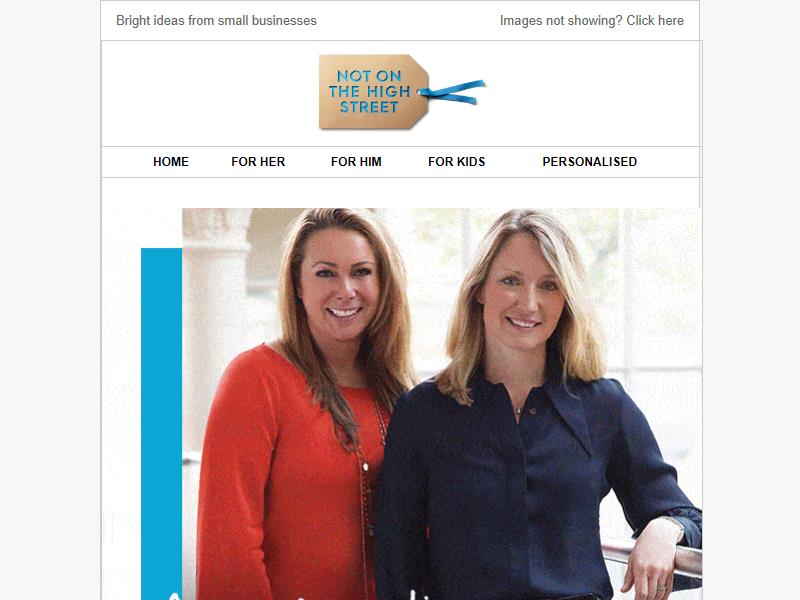 Bright ideas from small businesses
Images not showing? Click here
NOT ON
THE HIGH
STREET
HOME
FOR HER
FOR HIM
FOR KIDS
PERSONALISED